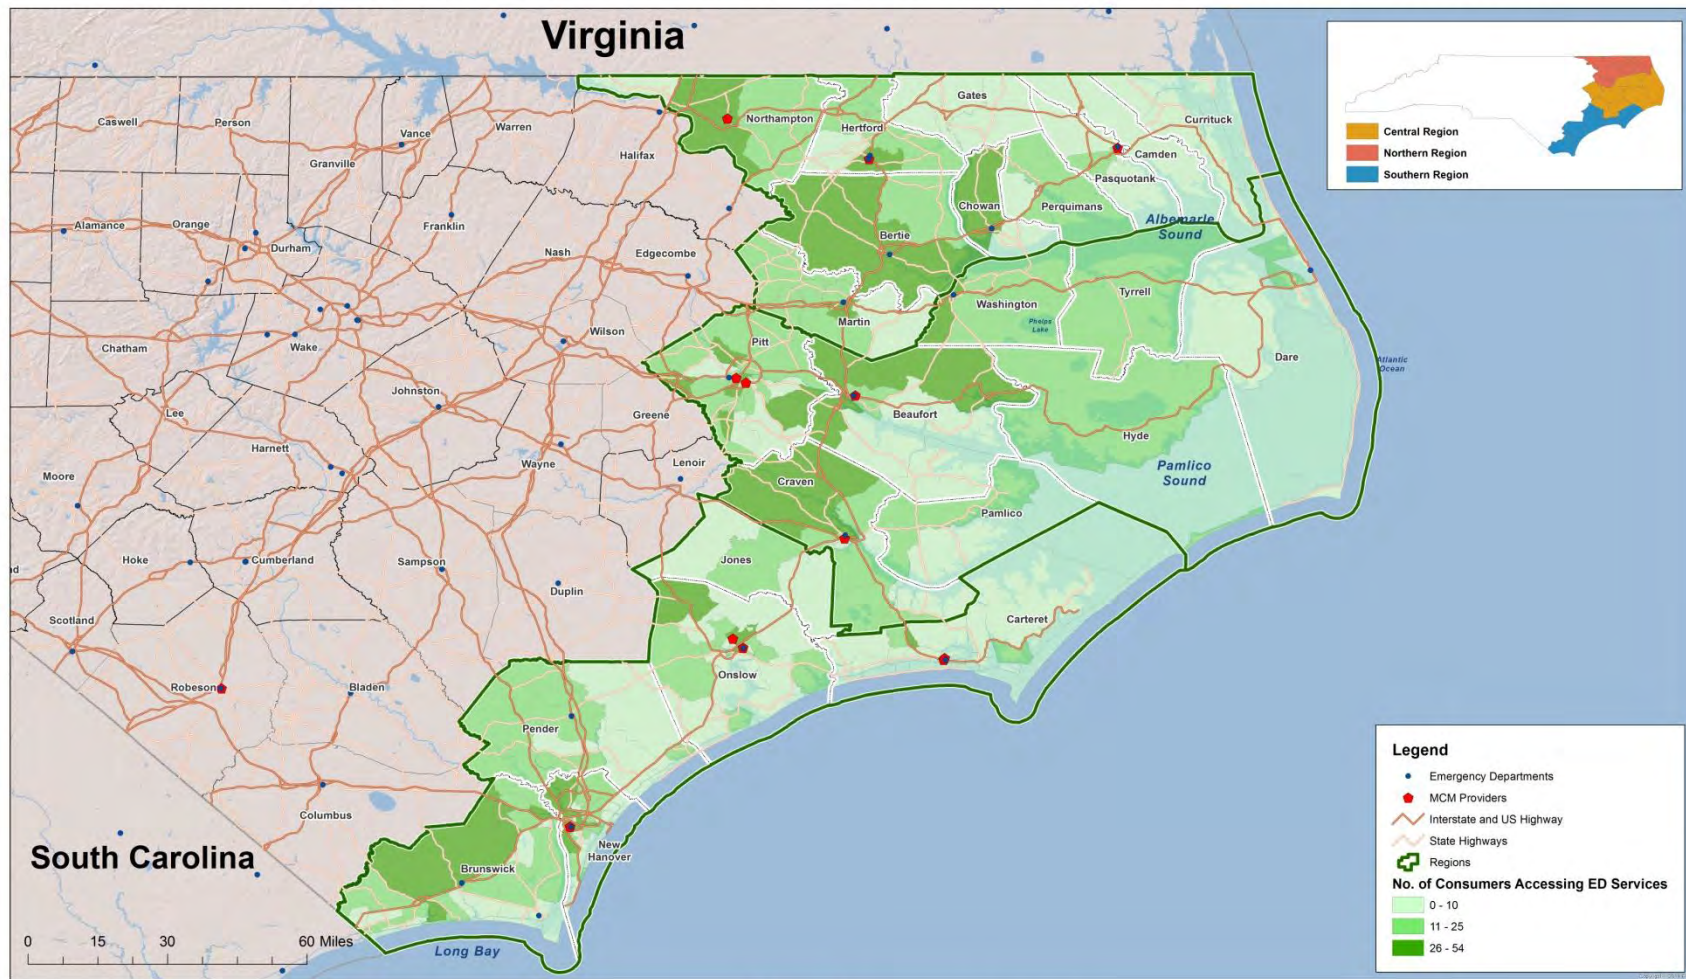 Virginia
Central Region
Northern Region
Southern Region
Gates
Currituck
Northampton
Hertford
Caswell
Person
Vance
Warren
Halifax
Camden
Granville
Pasquotank
Chowan
Perquimans
Albemarle
Sound
Alamance
Orange
Franklin
Bertie
Durham
Nash
Edgecombe
Tyrrell
Washington
Phelps
Lake
Martin
Wilson
Pitt
Chatham
Wake
Dare
Atlantic
Ocean
Johnston
Lee
Greene
Beaufort
Hyde
Harnett
Wayne
Lenoir
Moore
Craven
Pamlico
Sound
Pamlico
Hoke
Cumberland
Sampson
Jones
Duplin
Scotland
Carteret
Robeson
Bladen
Onslow
Pender
Columbus
New
Hanover
South Carolina
Brunswick
Long Bay
0 15 30 60 Miles
Legend
Emergency Departments
MCM Providers
Interstate and US Highway
State Highways
Regions
No. of Consumers Accessing ED Services
0 - 10
11 - 25
26 - 54